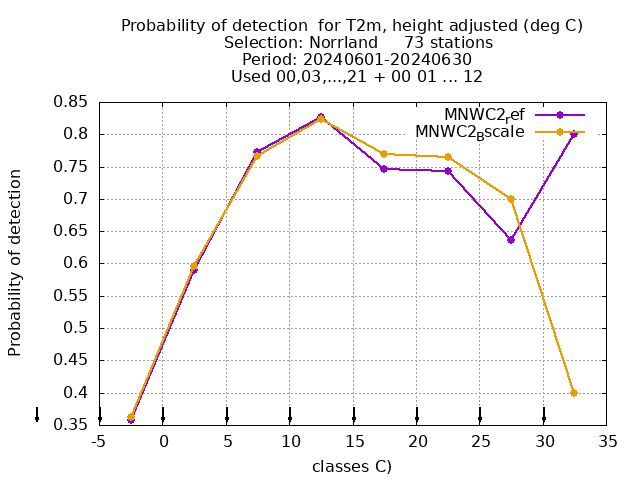 Probability of detection  for T2m, height adjusted (deg C)
Selection: Norrland     73 stations
Period: 20240601-20240630
Used 00,03,...,21 + 00 01 ... 12
MNWC2ref
MNWC2Bscale
Probability of detection
0.85
0.8
0.75
0.7
0.65
0.6
0.55
0.5
0.45
0.4
0.35
-5 0 5 10 15 20 25 30 35
classes C)